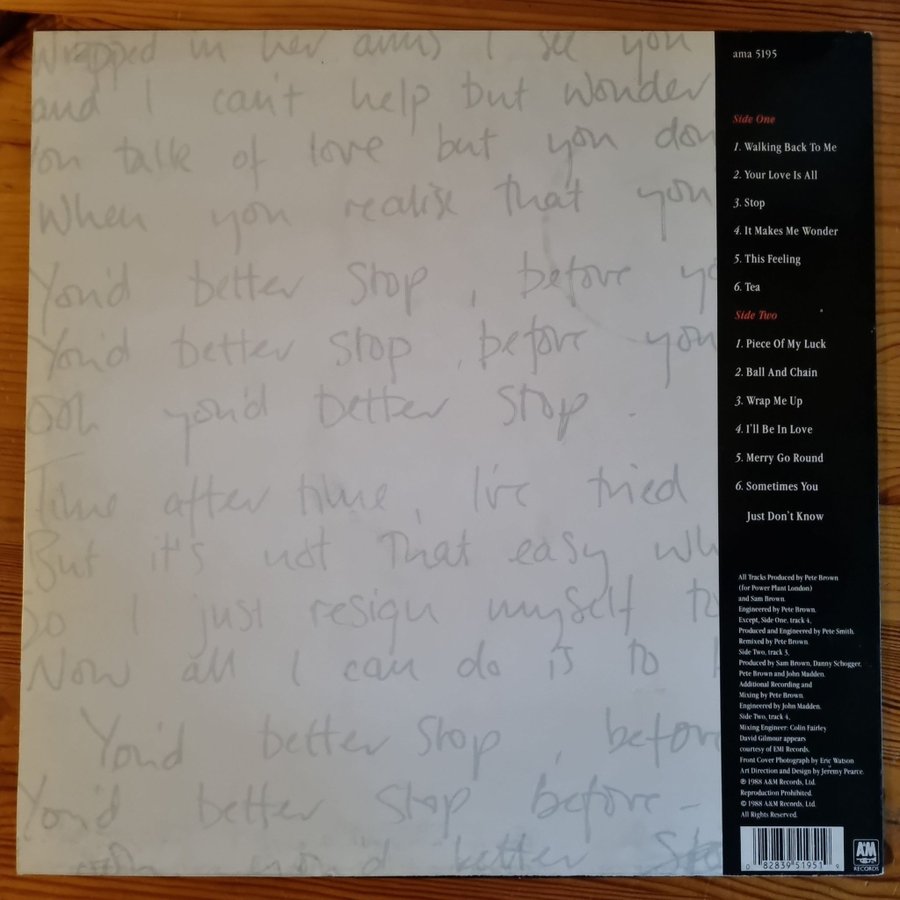 Wrapped in her arms I see you
and I can't help but wonder
You talk of love but you don
When you realise that you
You'd better stop, before yo
You'd better stop, before you
ooh you'd better stop.
Time after time, I've tried
But it's not that easy wh
So I just resign myself to
Now all I can do is to
You'd better stop, before
You'd better stop before-
you'd better sto
ama 5195
Side One
1. Walking Back To Me
2. Your Love Is All
3. Stop
4. It Makes Me Wonder
5. This Feeling
6. Tea
Side Two
1. Piece Of My Luck
2. Ball And Chain
3. Wrap Me Up
4. I'll Be In Love
5. Merry Go Round
6. Sometimes You
Just Don't Know
All Tracks Produced by Pete Brown
(for Power Plant London)
and Sam Brown.
Engineered by Pete Brown.
Except, Side One, track 4,
Produced and Engineered by Pete Smith.
Remixed by Pete Brown.
Side Two, track 3,
Produced by Sam Brown, Danny Schogger,
Pete Brown and John Madden.
Additional Recording and
Mixing by Pete Brown.
Engineered by John Madden.
Side Two, track 4,
Mixing Engineer: Colin Fairley
David Gilmour appears
courtesy of EMI Records.
Front Cover Photograph by Eric Watson
Art Direction and Design by Jeremy Pearce.
℗ 1988 A&M Records, Ltd.
Reproduction Prohibited.
© 1988 A&M Records, Ltd.
All Rights Reserved.
0 82839 51951 9
A&M
RECORDS